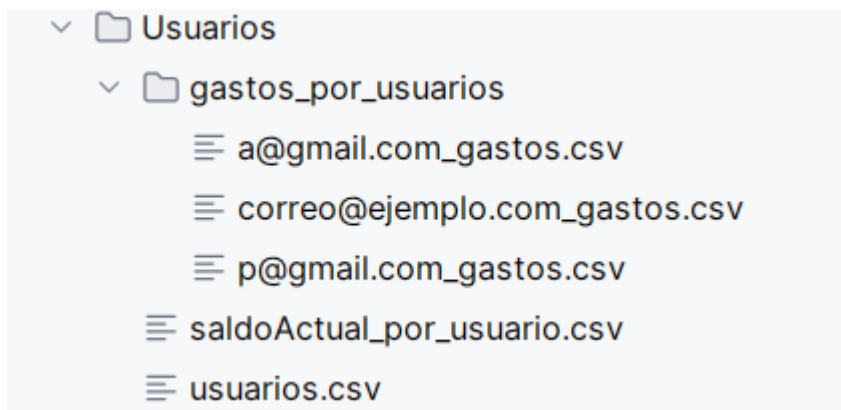 Usuarios
gastos_por_usuarios
a@gmail.com_gastos.csv
correo@ejemplo.com_gastos.csv
p@gmail.com_gastos.csv
saldoActual_por_usuario.csv
usuarios.csv